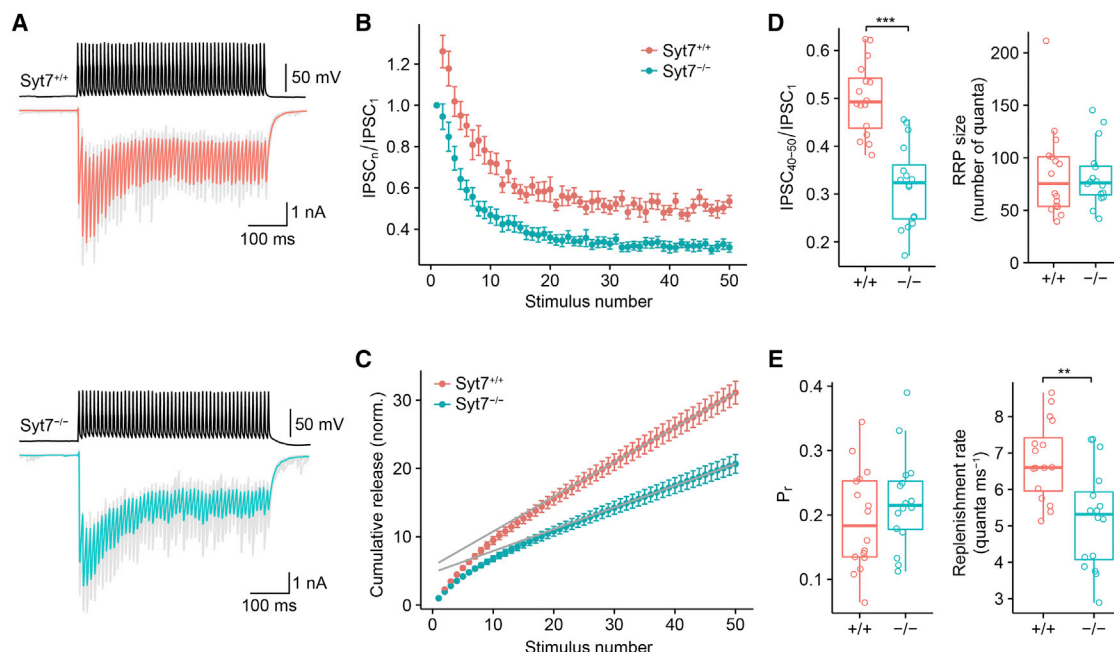 A
Syt7+/+
50 mV
1 nA
100 ms
Syt7−/−
50 mV
1 nA
100 ms
B
IPSCn/IPSC1
1.2
1.0
0.8
0.6
0.4
Syt7+/+
Syt7−/−
0 10 20 30 40 50
Stimulus number
C
Cumulative release (norm.)
30
20
10
0
Syt7+/+
Syt7−/−
0 10 20 30 40 50
Stimulus number
D
IPSC40–50/IPSC1
0.6
0.5
0.4
0.3
0.2
***
+/+ −/−
RRP size
(number of quanta)
200
150
100
50
0
+/+ −/−
E
Pr
0.4
0.3
0.2
0.1
+/+ −/−
Replenishment rate
(quanta ms−1)
8
7
6
5
4
3
**
+/+ −/−